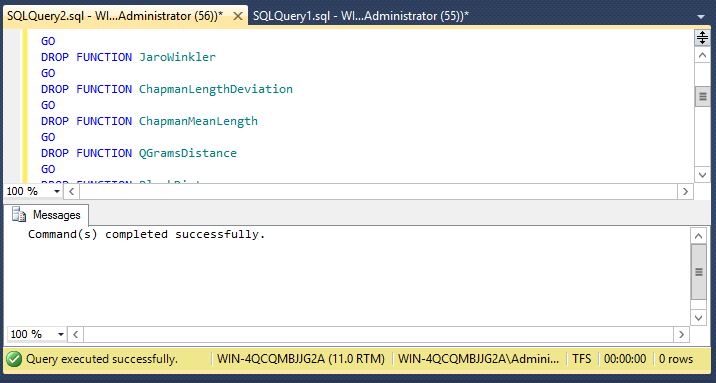 SQLQuery2.sql - WI...Administrator (56))* SQLQuery1.sql - WI...Administrator (55))*
GO
DROP FUNCTION JaroWinkler
GO
DROP FUNCTION ChapmanLengthDeviation
GO
DROP FUNCTION ChapmanMeanLength
GO
DROP FUNCTION QGramsDistance
GO
DROP FUNCTION
100 %
Messages
Command(s) completed successfully.
100 %
Query executed successfully. WIN-4QCQMBJJG2A (11.0 RTM) WIN-4QCQMBJJG2A\Admini... TFS 00:00:00 0 rows